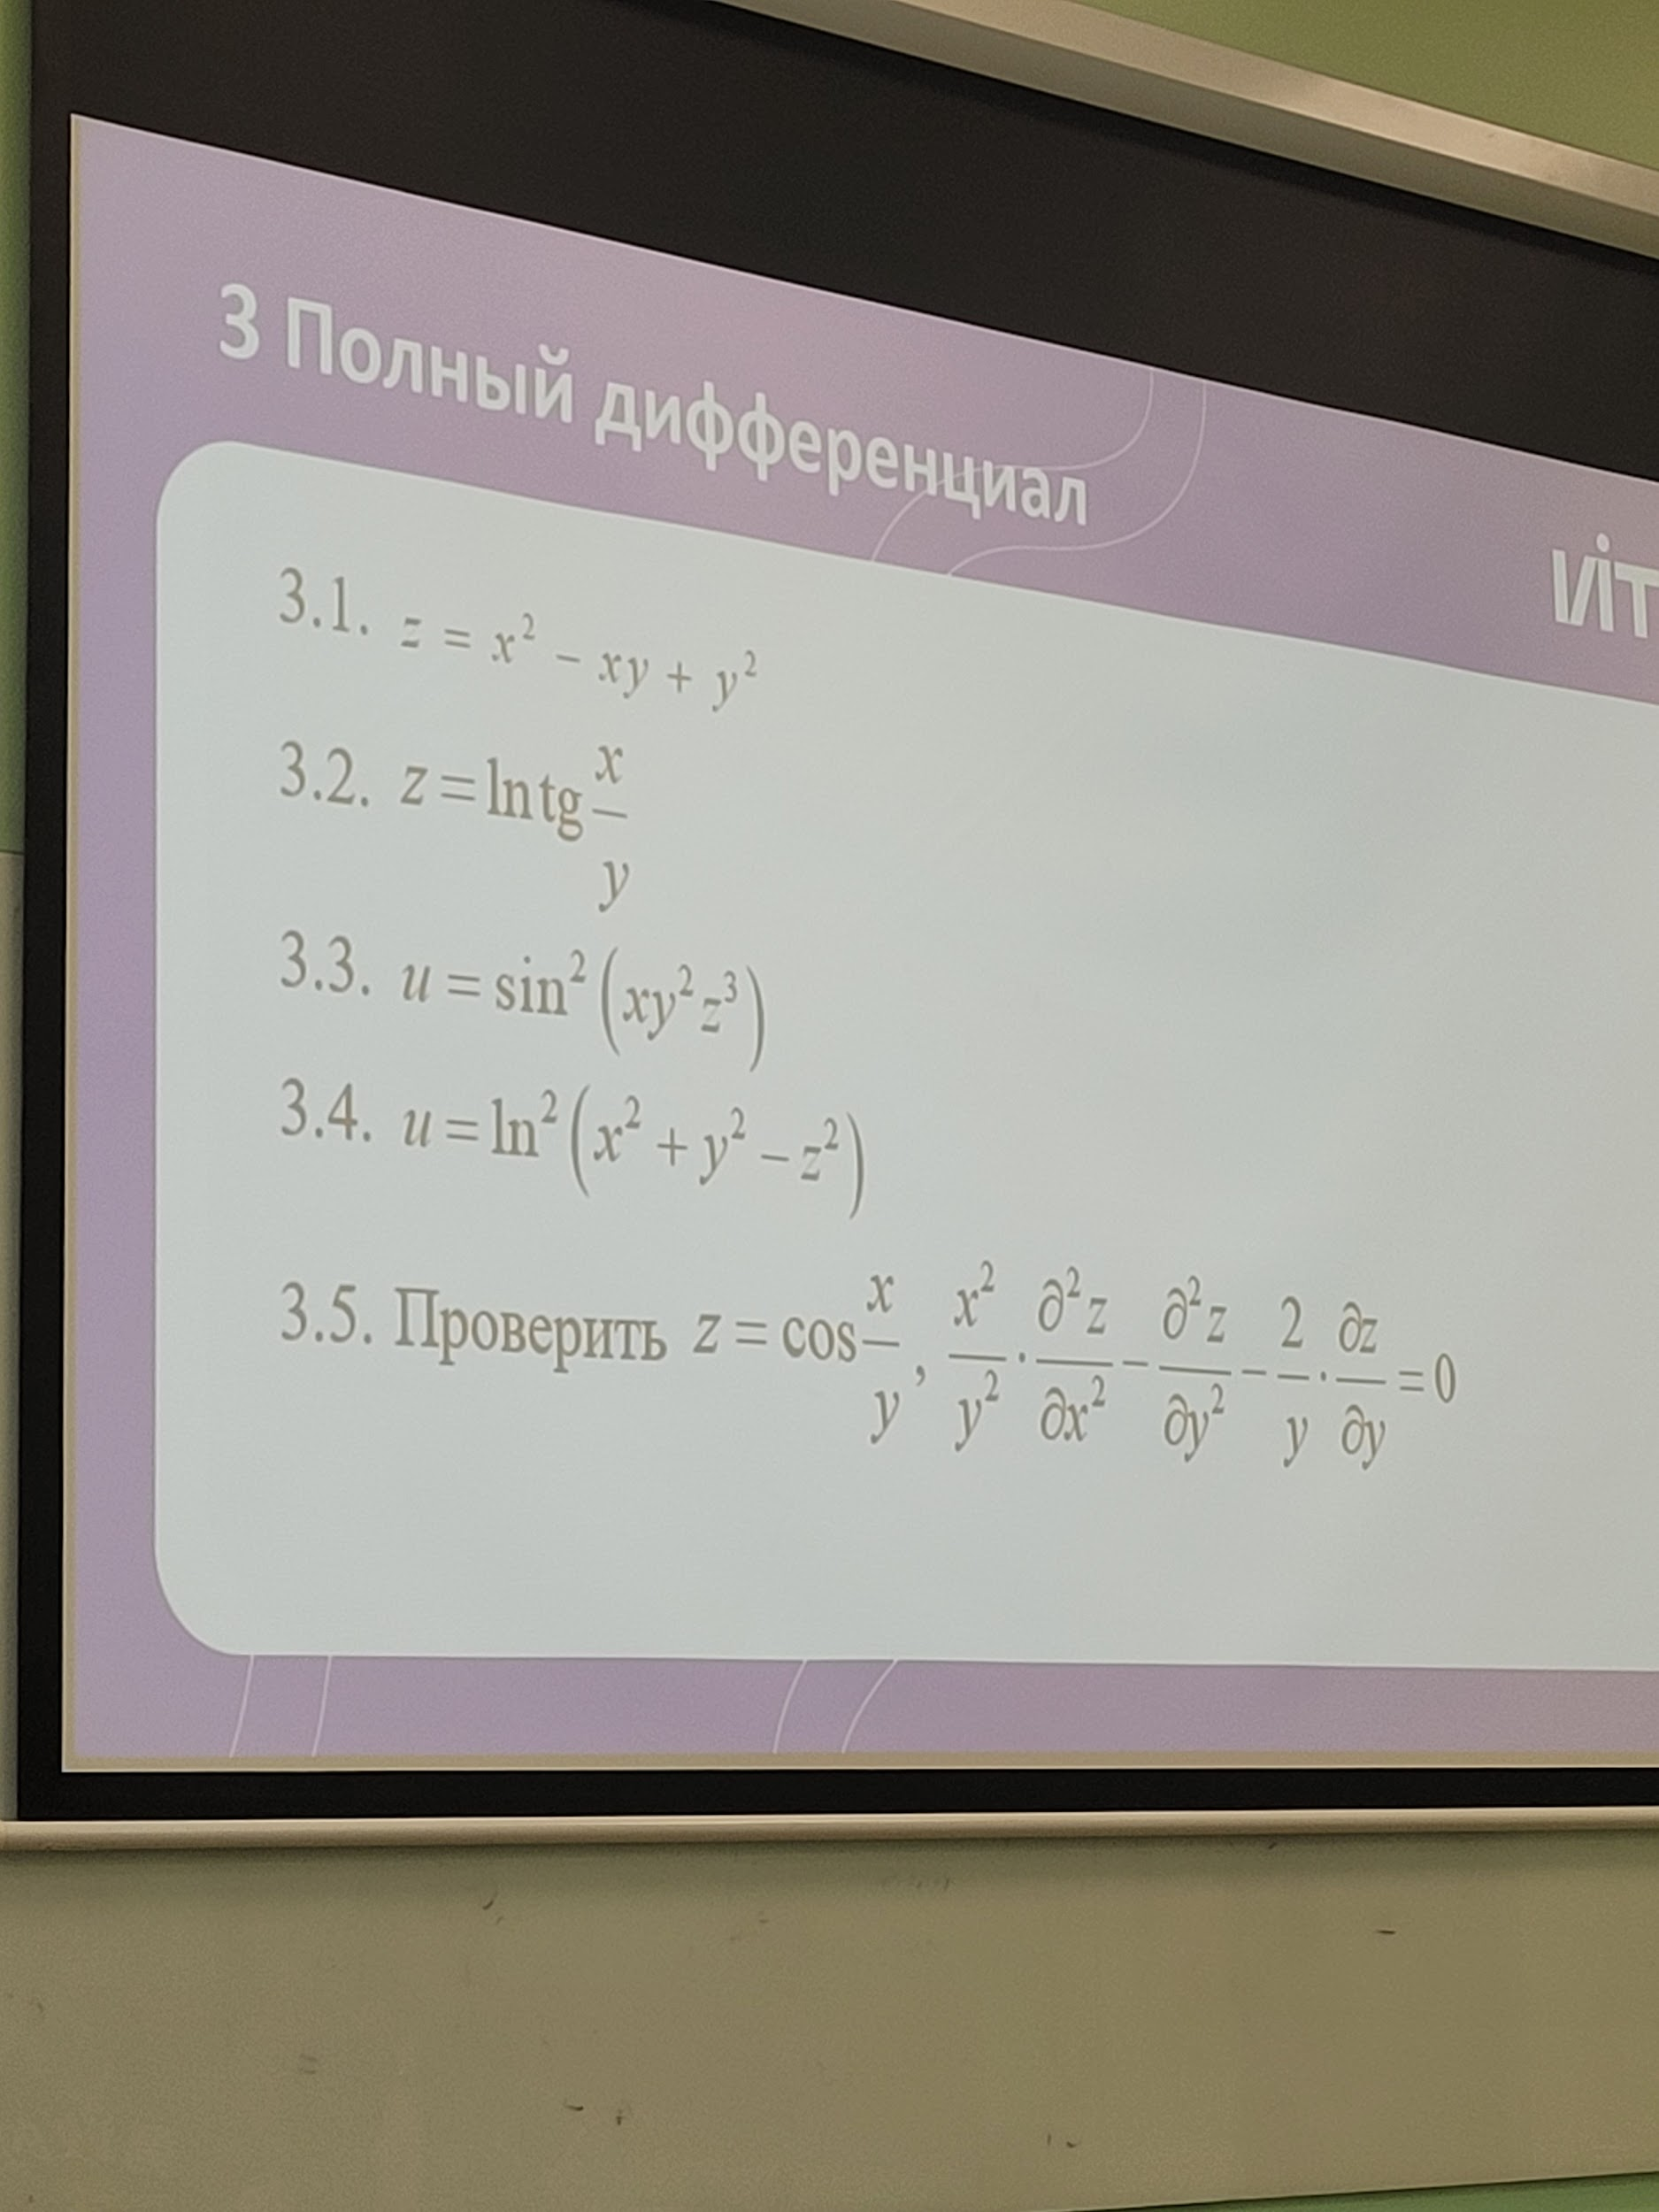 3 Полный дифференциал
ИТ
3.1. z = x² − xy + y²
3.2. z = ln tg x/y
3.3. u = sin²(xy²z³)
3.4. u = ln²(x² + y² − z²)
3.5. Проверить z = cos x/y, x²/y² · ∂²z/∂x² − ∂²z/∂y² − 2/y · ∂z/∂y = 0